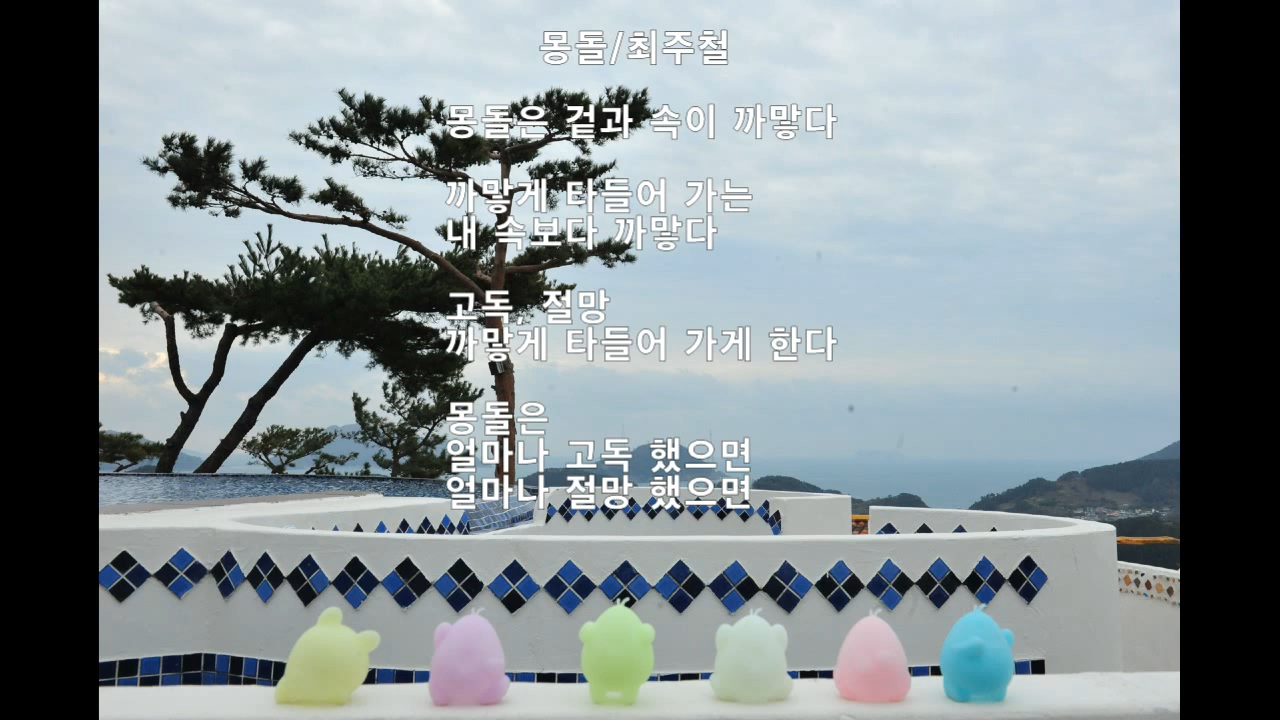 몽돌/최주철
몽돌은 겉과 속이 까맣다
까맣게 타들어 가는
내 속보다 까맣다
고독, 절망
까맣게 타들어 가게 한다
몽돌은
얼마나 고독 했으면
얼마나 절망 했으면